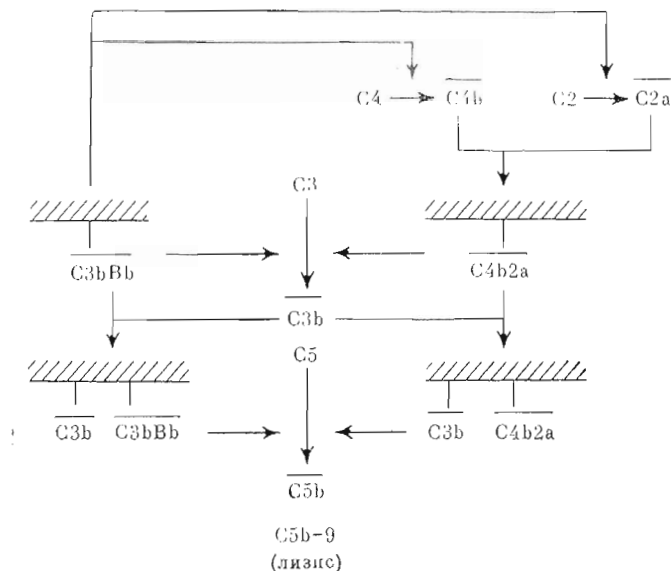 C4 C4b C2 C2a
C3
C3bBb C4b2a
C3b
C5
C3b C3bBb C3b C4b2a
C5b
C5b-9
(лизис)